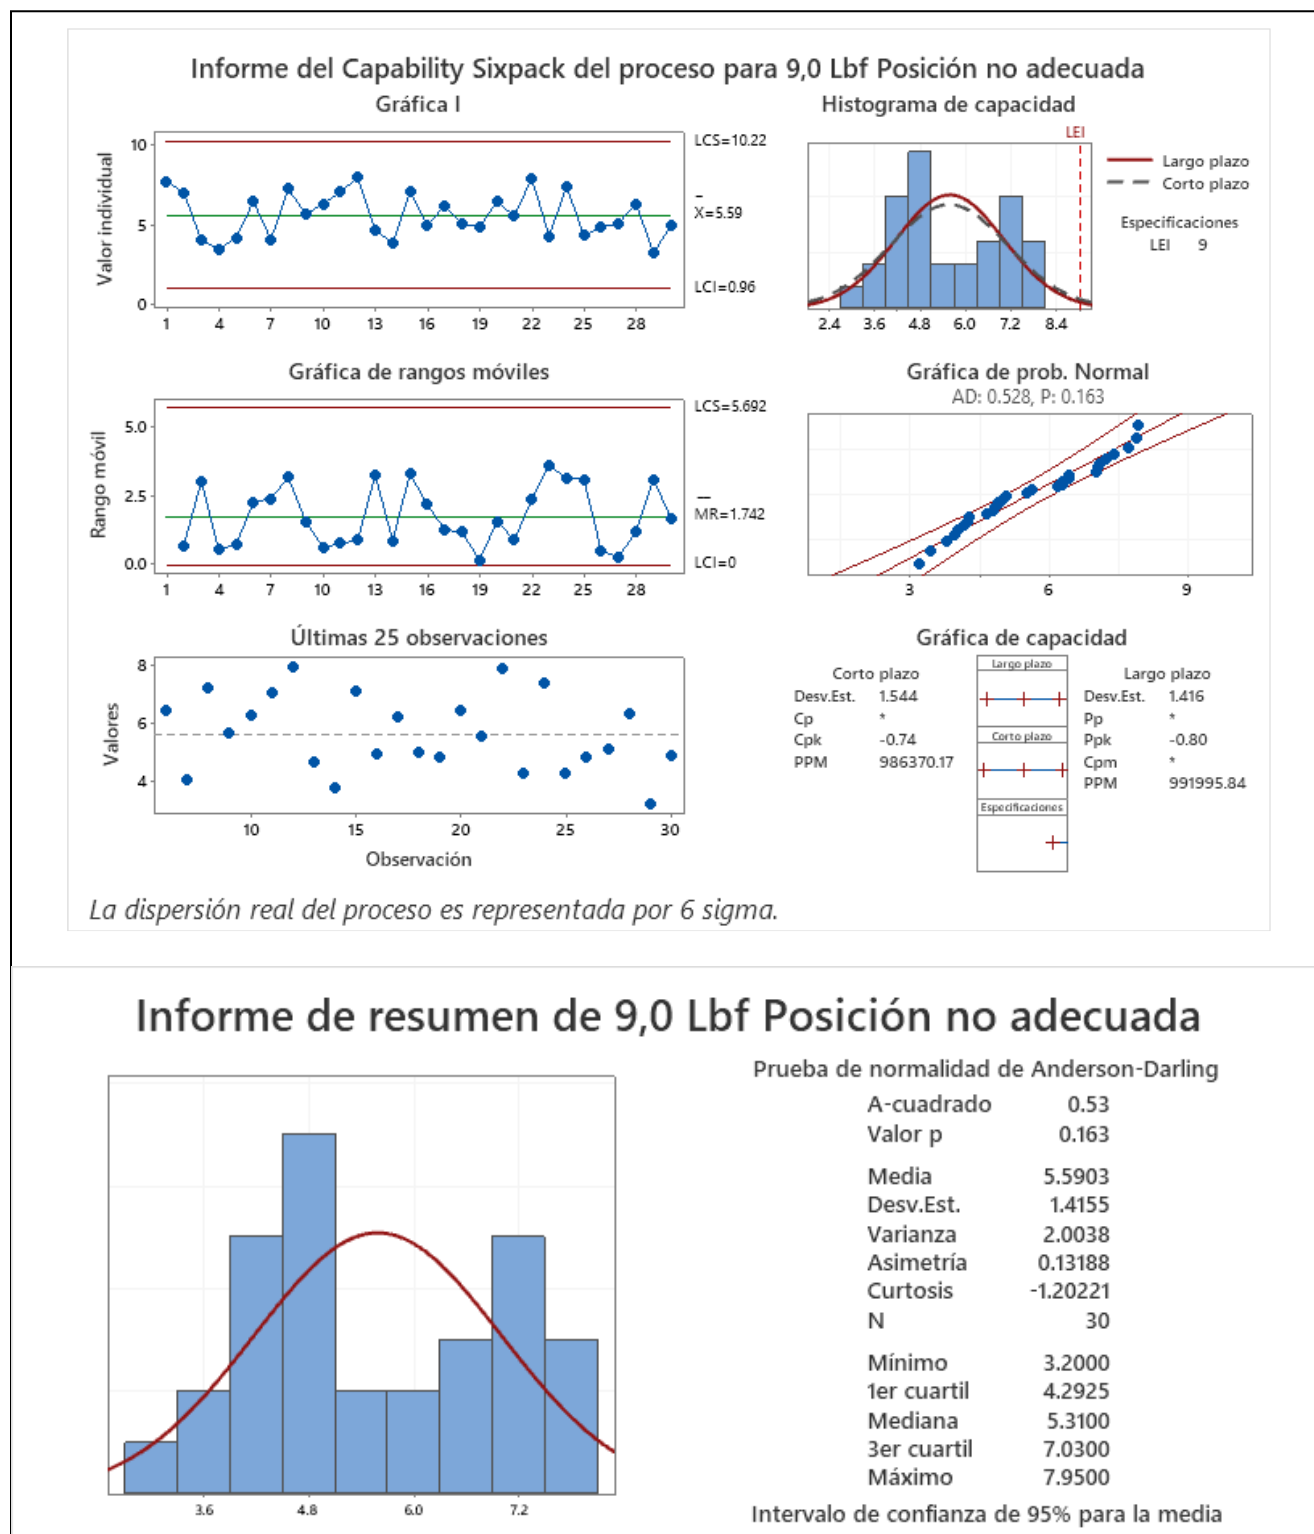 Informe del Capability Sixpack del proceso para 9,0 Lbf Posición no adecuada
Gráfica I
Valor individual
10
5
0
1 4 7 10 13 16 19 22 25 28
LCS=10.22
X=5.59
LCI=0.96
Histograma de capacidad
LEI
2.4 3.6 4.8 6.0 7.2 8.4
Largo plazo
Corto plazo
Especificaciones
LEI 9
Gráfica de rangos móviles
Rango móvil
5.0
2.5
0.0
1 4 7 10 13 16 19 22 25 28
LCS=5.692
MR=1.742
LCI=0
Gráfica de prob. Normal
AD: 0.528, P: 0.163
3 6 9
Últimas 25 observaciones
Valores
8
6
4
10 15 20 25 30
Observación
Gráfica de capacidad
Corto plazo
Desv.Est. 1.544
Cp *
Cpk -0.74
PPM 986370.17
Largo plazo
Corto plazo
Especificaciones
Largo plazo
Desv.Est. 1.416
Pp *
Ppk -0.80
Cpm *
PPM 991995.84
La dispersión real del proceso es representada por 6 sigma.
Informe de resumen de 9,0 Lbf Posición no adecuada
3.6 4.8 6.0 7.2
Prueba de normalidad de Anderson-Darling
A-cuadrado 0.53
Valor p 0.163
Media 5.5903
Desv.Est. 1.4155
Varianza 2.0038
Asimetría 0.13188
Curtosis -1.20221
N 30
Mínimo 3.2000
1er cuartil 4.2925
Mediana 5.3100
3er cuartil 7.0300
Máximo 7.9500
Intervalo de confianza de 95% para la media